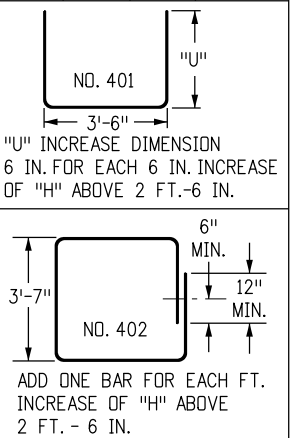 "U"
NO. 401
3'-6"
"U" INCREASE DIMENSION
6 IN. FOR EACH 6 IN. INCREASE
OF "H" ABOVE 2 FT.-6 IN.
6"
MIN.
3'-7"
12"
MIN.
NO. 402
ADD ONE BAR FOR EACH FT.
INCREASE OF "H" ABOVE
2 FT. - 6 IN.